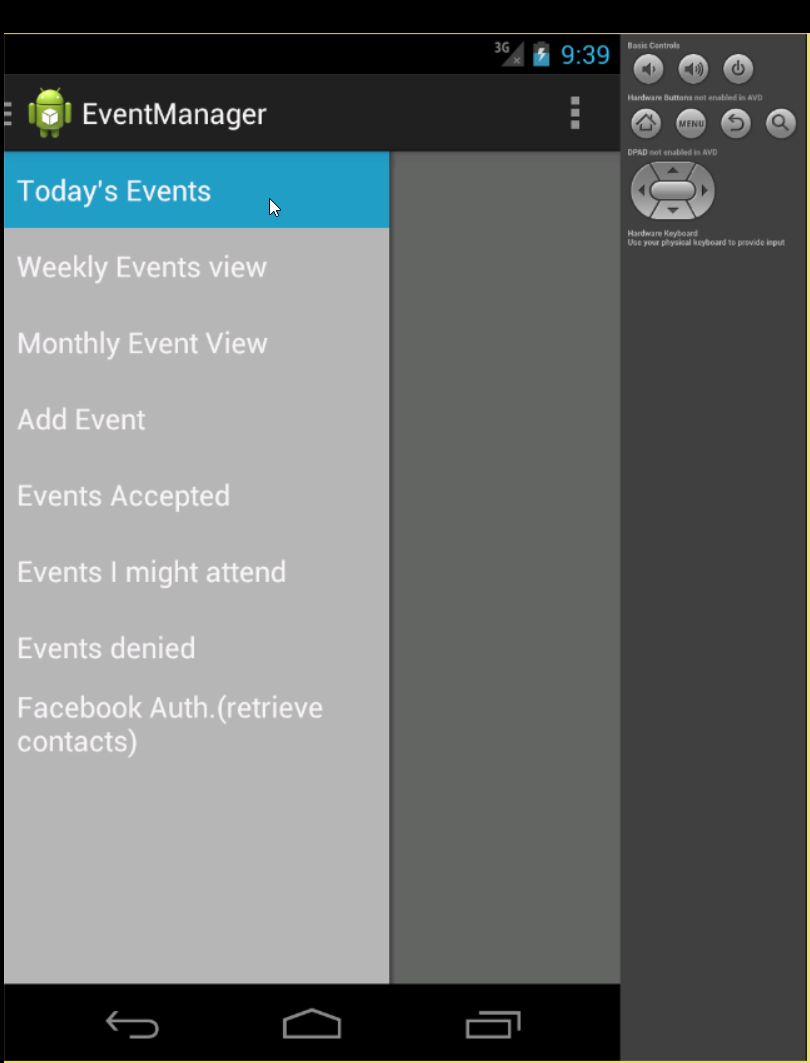 3G 9:39
EventManager
Today's Events
Weekly Events view
Monthly Event View
Add Event
Events Accepted
Events I might attend
Events denied
Facebook Auth.(retrieve
contacts)
Basic Controls
Hardware Buttons not enabled in AVD
MENU
DPAD not enabled in AVD
Hardware Keyboard
Use your physical keyboard to provide input